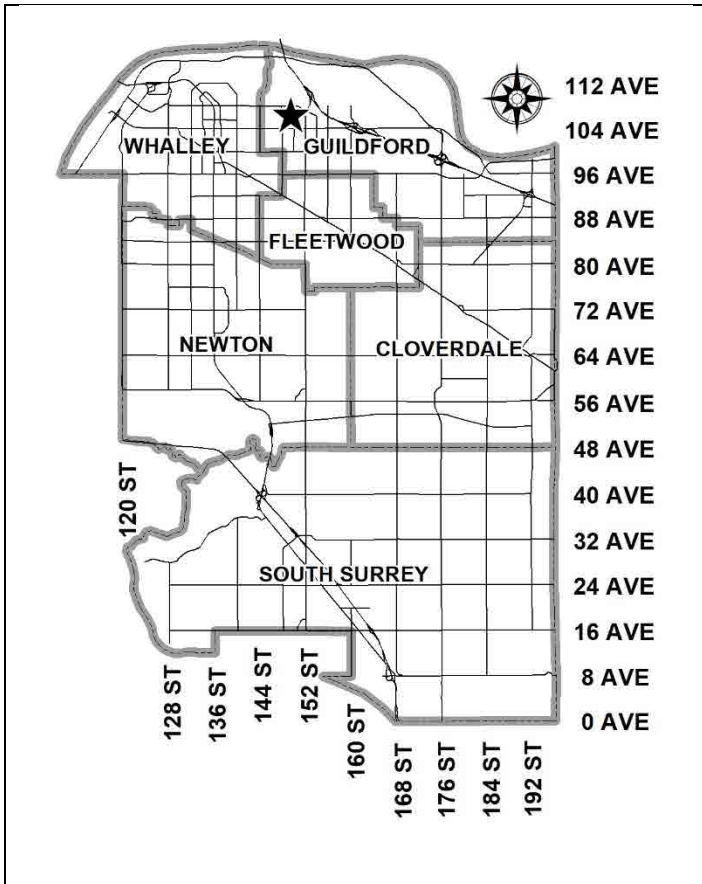 112 AVE
104 AVE
WHALLEY
GUILDFORD
96 AVE
88 AVE
FLEETWOOD
80 AVE
72 AVE
NEWTON
CLOVERDALE
64 AVE
56 AVE
48 AVE
120 ST
40 AVE
32 AVE
SOUTH SURREY
24 AVE
16 AVE
128 ST
136 ST
144 ST
152 ST
160 ST
8 AVE
0 AVE
168 ST
176 ST
184 ST
192 ST